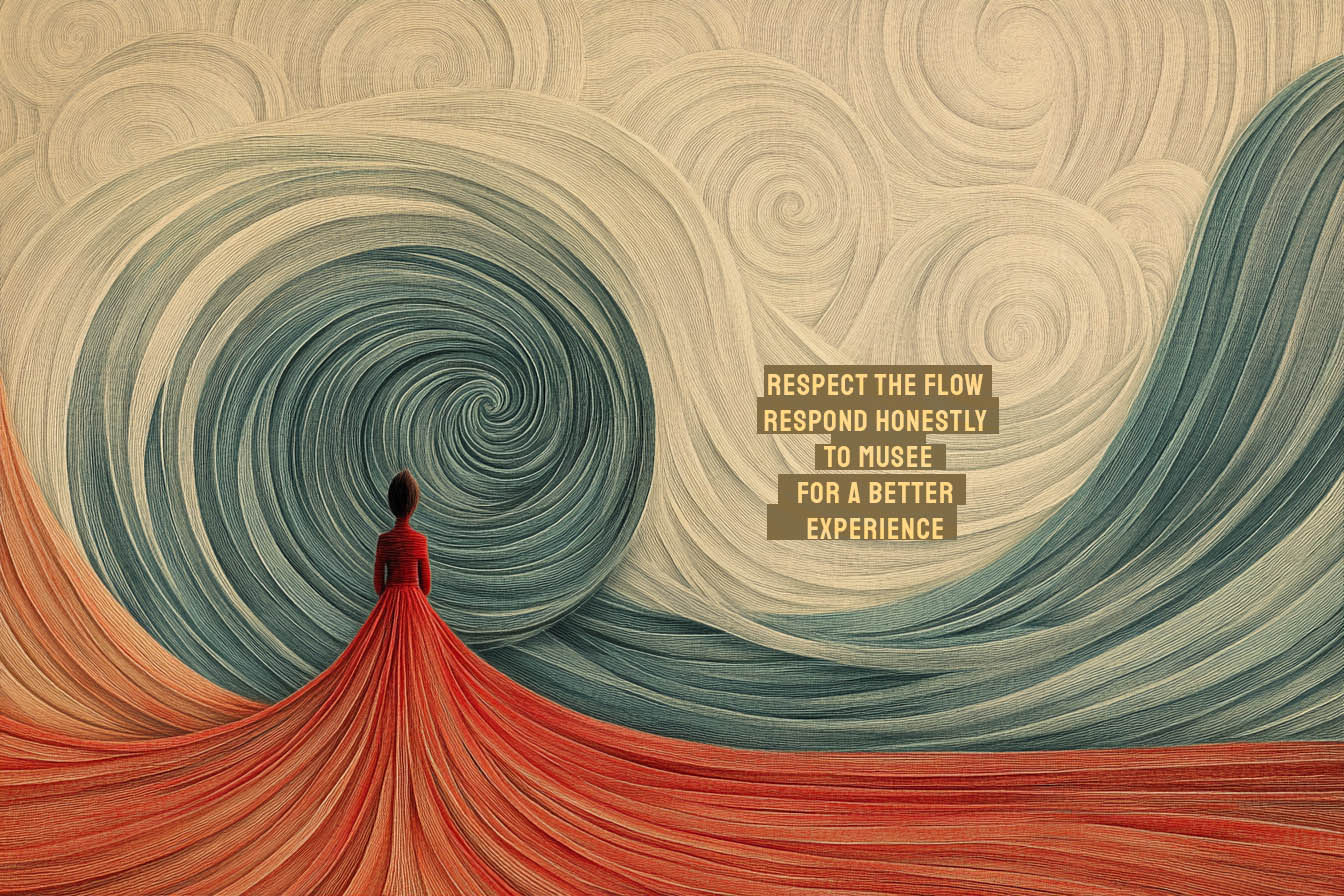 RESPECT THE FLOW
RESPOND HONESTLY
TO MUSEE
FOR A BETTER
EXPERIENCE